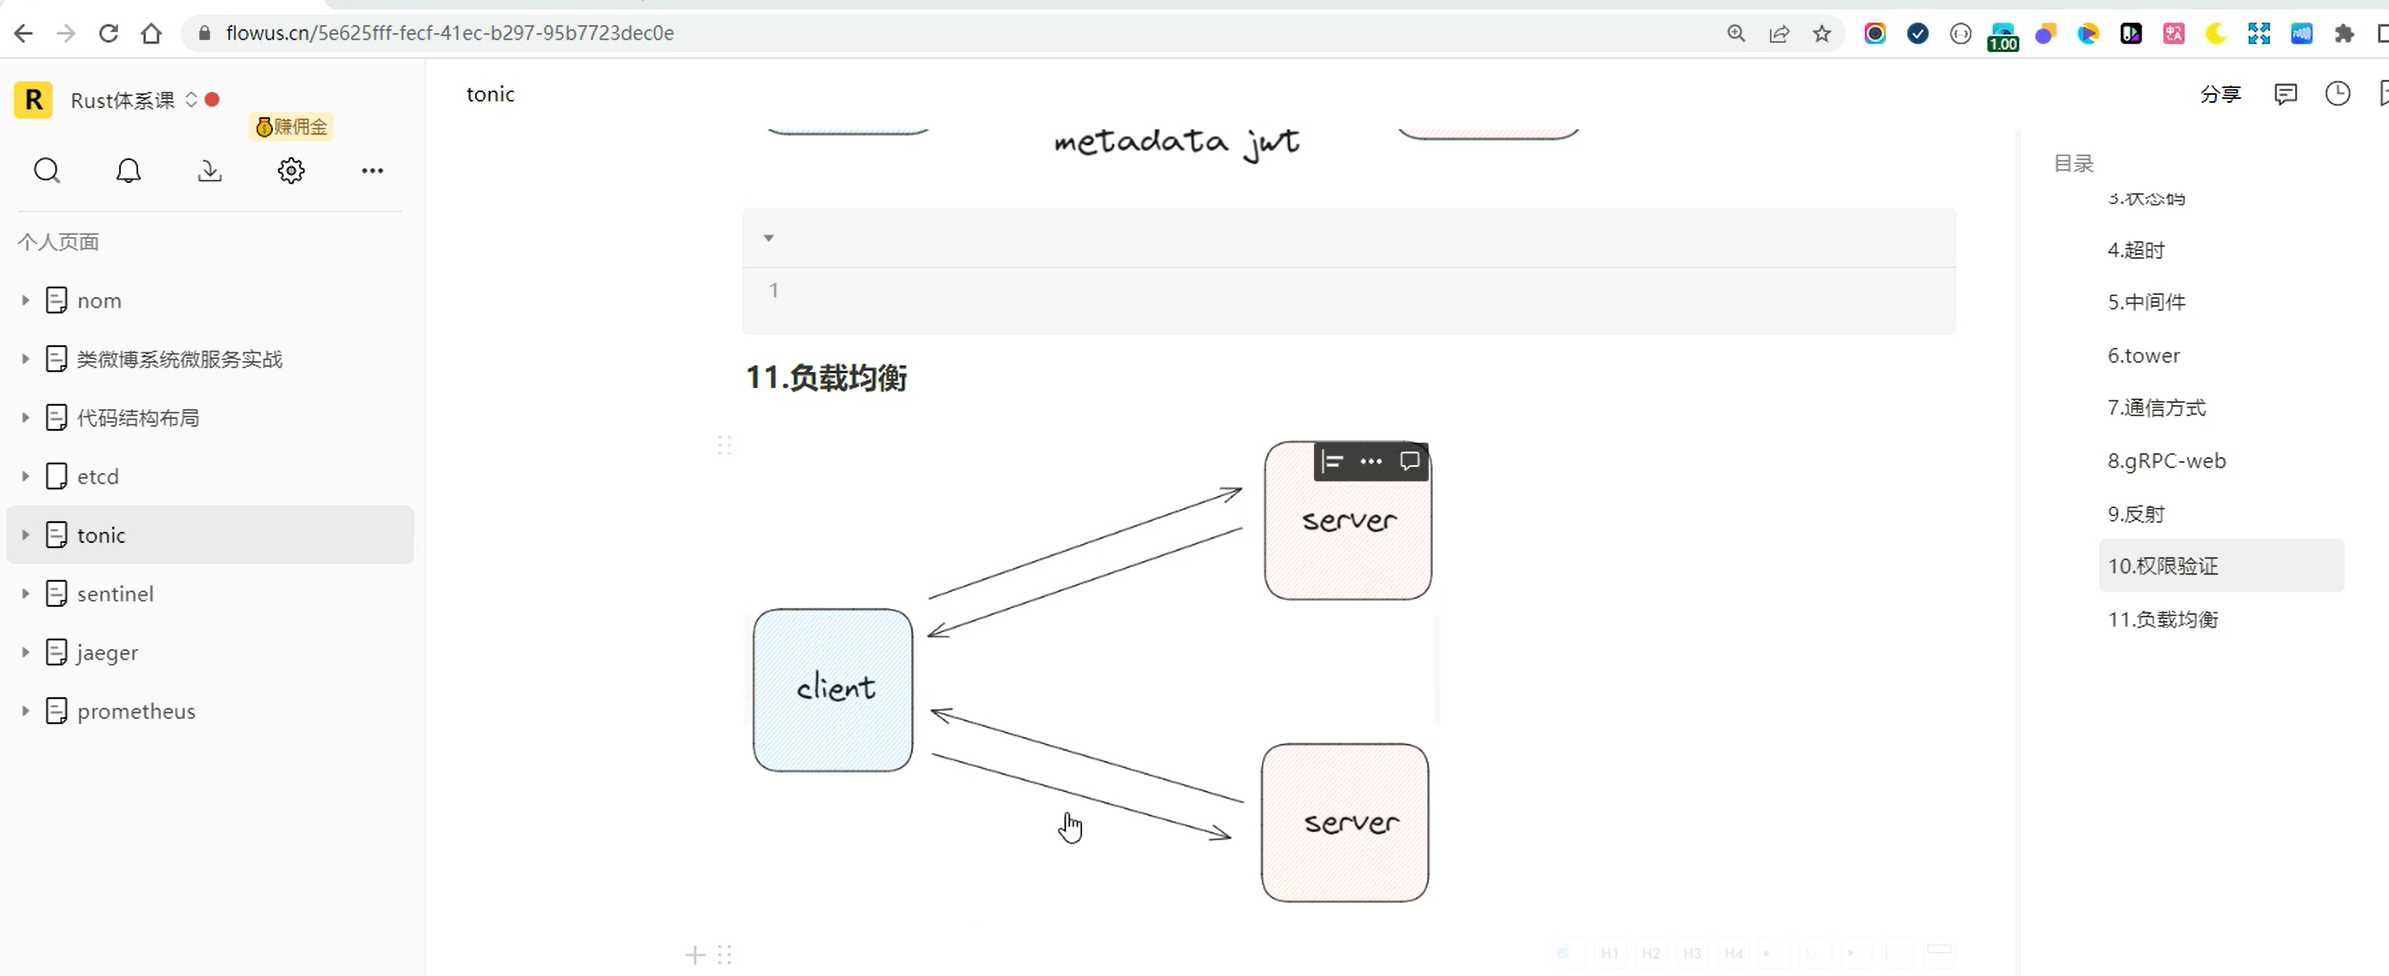 flowus.cn/5e625fff-fecf-41ec-b297-95b7723dec0e
1.00
R
Rust体系课
赚佣金
个人页面
nom
类微博系统微服务实战
代码结构布局
etcd
tonic
sentinel
jaeger
prometheus
tonic
分享
metadata jwt
1
11.负载均衡
server
client
server
H1
H2
H3
H4
目录
3.状态码
4.超时
5.中间件
6.tower
7.通信方式
8.gRPC-web
9.反射
10.权限验证
11.负载均衡